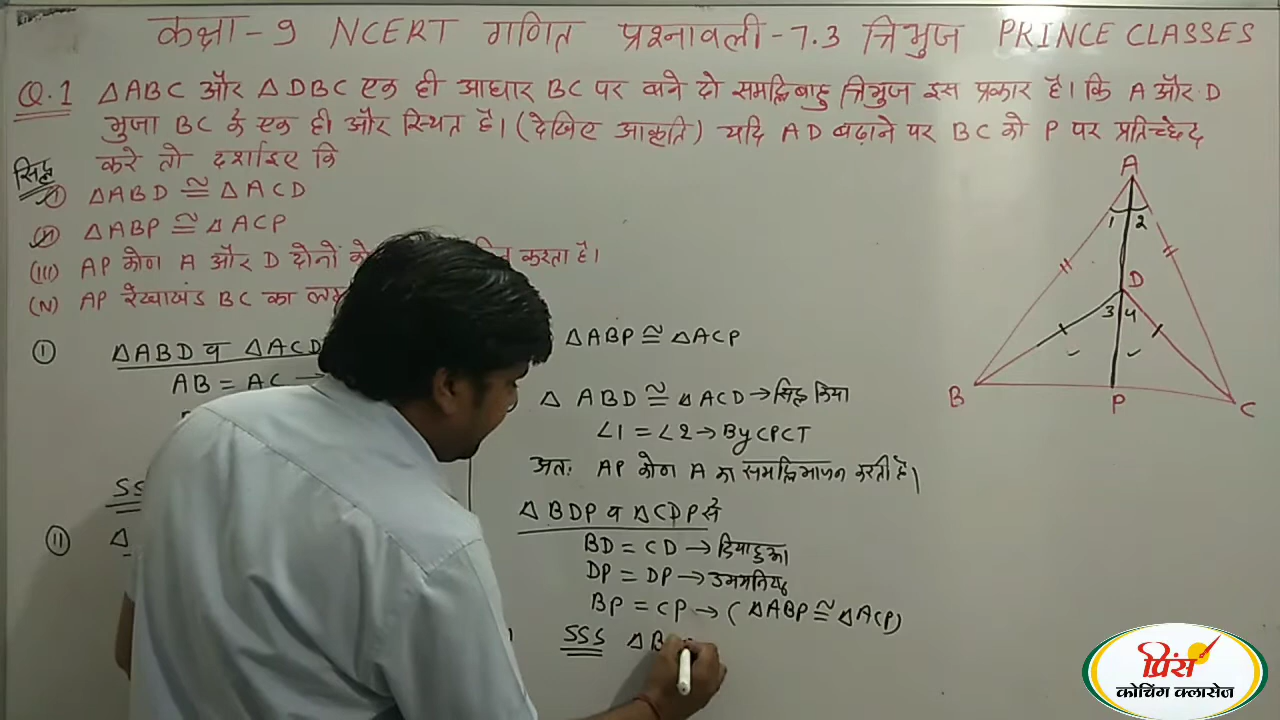 कक्षा - 9 NCERT गणित प्रश्नावली - 7.3 त्रिभुज PRINCE CLASSES
Q.1 ΔABC और ΔDBC एक ही आधार BC पर बने दो समद्विबाहु त्रिभुज इस प्रकार है। कि A और D
भुजा BC के एक ही और स्थित है। (देखिए आकृति) यदि AD बढ़ाने पर BC को P पर प्रतिच्छेद
करे तो दर्शाइए कि
सिद्ध
(I) ΔABD ≅ ΔACD
(II) ΔABP ≅ ΔACP
(III) AP कोण A और D दोनों को करता है।
(IV) AP रेखाखंड BC का
(I) ΔABD व ΔACD
AB = AC →
SS
(II) Δ
ΔABP ≅ ΔACP
ΔABD ≅ ΔACD → सिद्ध किया
∠1 = ∠2 → By CPCT
अतः AP कोण A का समद्विभाजन करती है।
ΔBDP व ΔCDP से
BD = CD → दिया हुआ
DP = DP → उभयनिष्ठ
BP = CP → (ΔABP ≅ ΔACP)
SSS ΔB
A
1 2
D
3 4
B P C
प्रिंस
कोचिंग क्लासेज